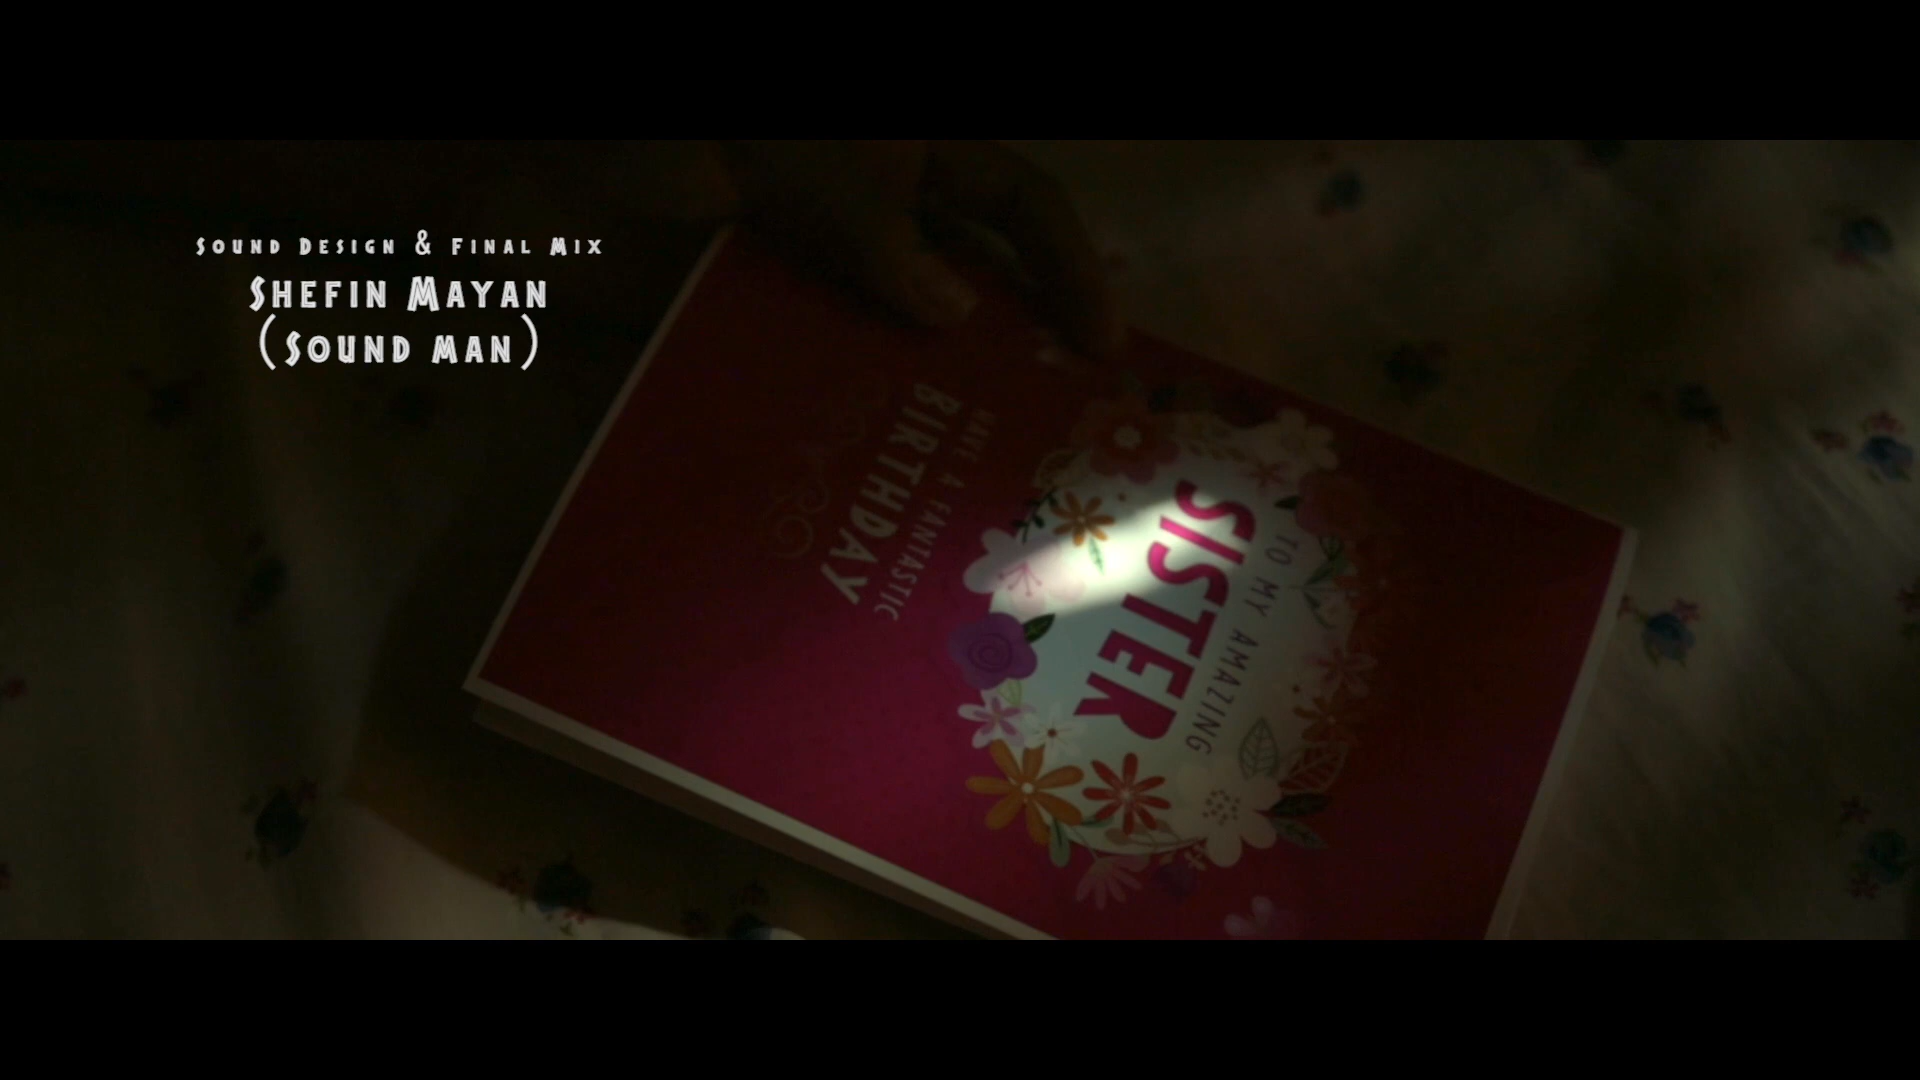 Sound Design & Final Mix
Shefin Mayan
(Sound man)
TO MY AMAZING
SISTER
HAVE A FANTASTIC
BIRTHDAY